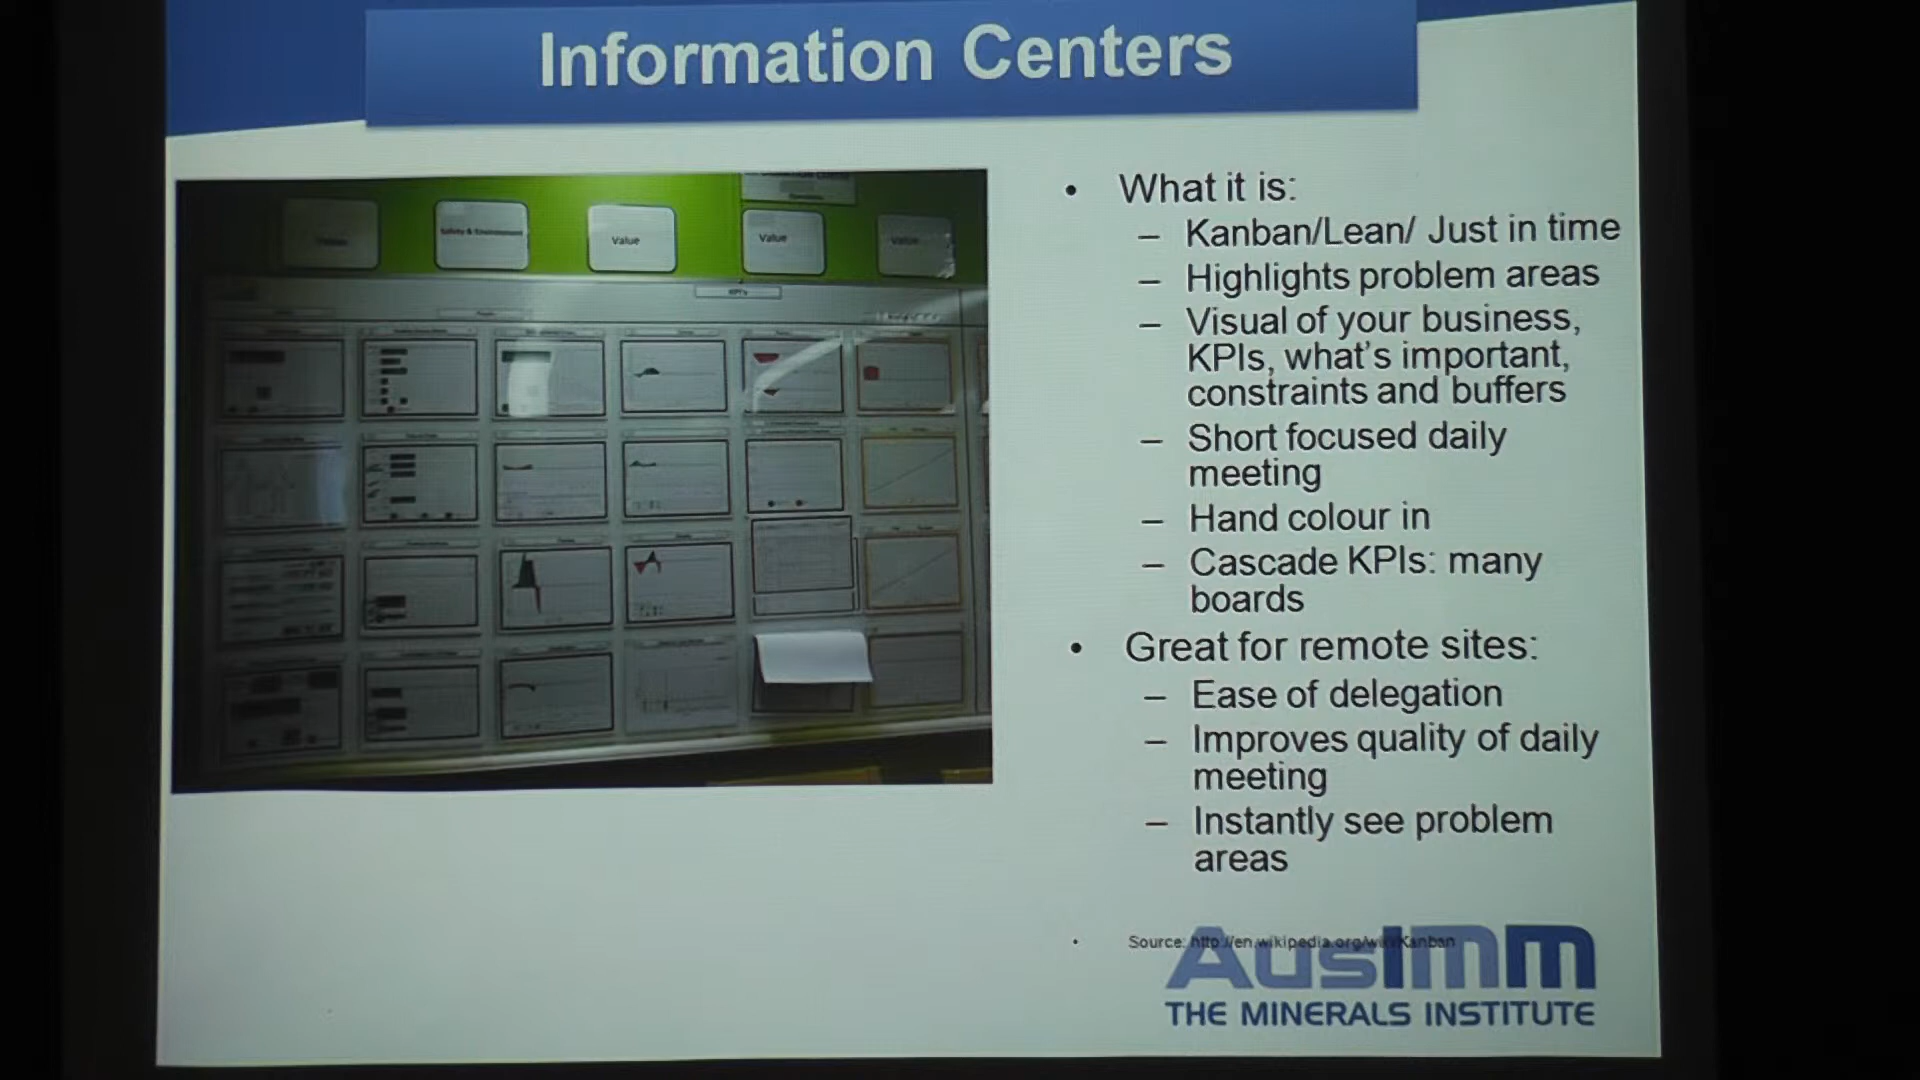 Information Centers
Safety & Environment
Value
Value
Value
KPI's
• What it is:
– Kanban/Lean/ Just in time
– Highlights problem areas
– Visual of your business,
KPIs, what's important,
constraints and buffers
– Short focused daily
meeting
– Hand colour in
– Cascade KPIs: many
boards
• Great for remote sites:
– Ease of delegation
– Improves quality of daily
meeting
– Instantly see problem
areas
• Source: http://en.wikipedia.org/wiki/Kanban
AusIMM
THE MINERALS INSTITUTE